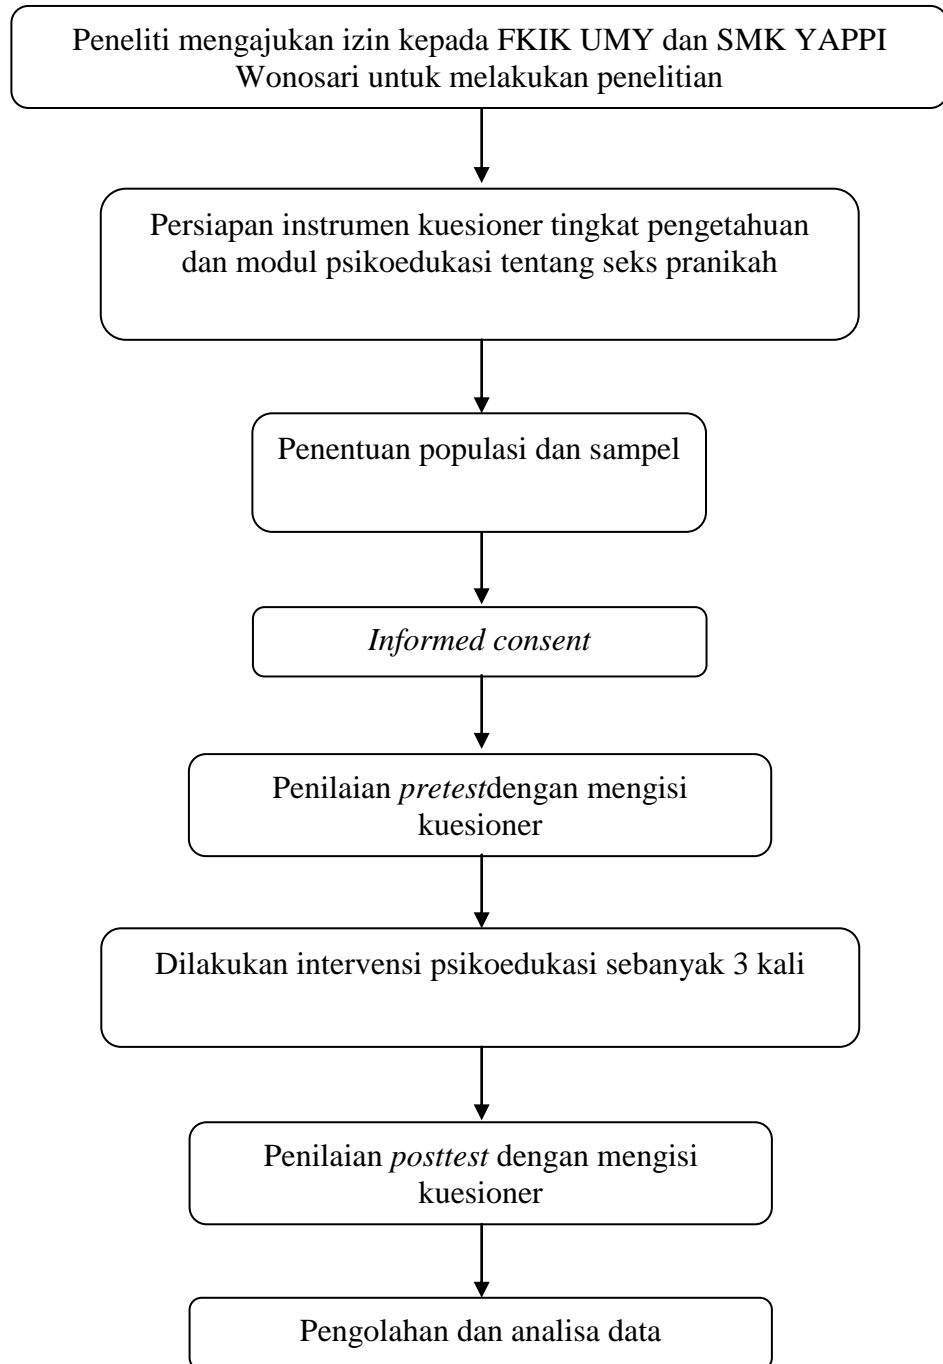 Peneliti mengajukan izin kepada FKIK UMY dan SMK YAPPI
Wonosari untuk melakukan penelitian
Persiapan instrumen kuesioner tingkat pengetahuan
dan modul psikoedukasi tentang seks pranikah
Penentuan populasi dan sampel
Informed consent
Penilaian pretestdengan mengisi
kuesioner
Dilakukan intervensi psikoedukasi sebanyak 3 kali
Penilaian posttest dengan mengisi
kuesioner
Pengolahan dan analisa data